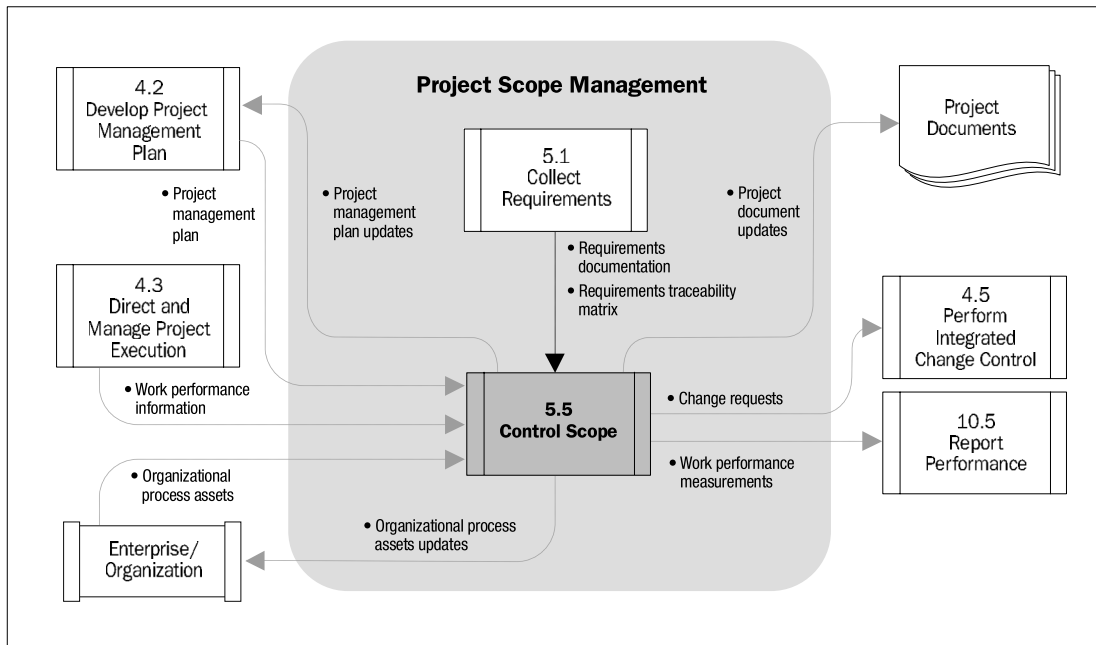 Project Scope Management
4.2
Develop Project
Management
Plan
5.1
Collect
Requirements
Project
Documents
• Project
management
plan
• Project
management
plan updates
• Project
document
updates
• Requirements
documentation
• Requirements traceability
matrix
4.3
Direct and
Manage Project
Execution
4.5
Perform
Integrated
Change Control
• Work performance
information
5.5
Control Scope
• Change requests
10.5
Report
Performance
• Work performance
measurements
• Organizational
process assets
• Organizational process
assets updates
Enterprise/
Organization